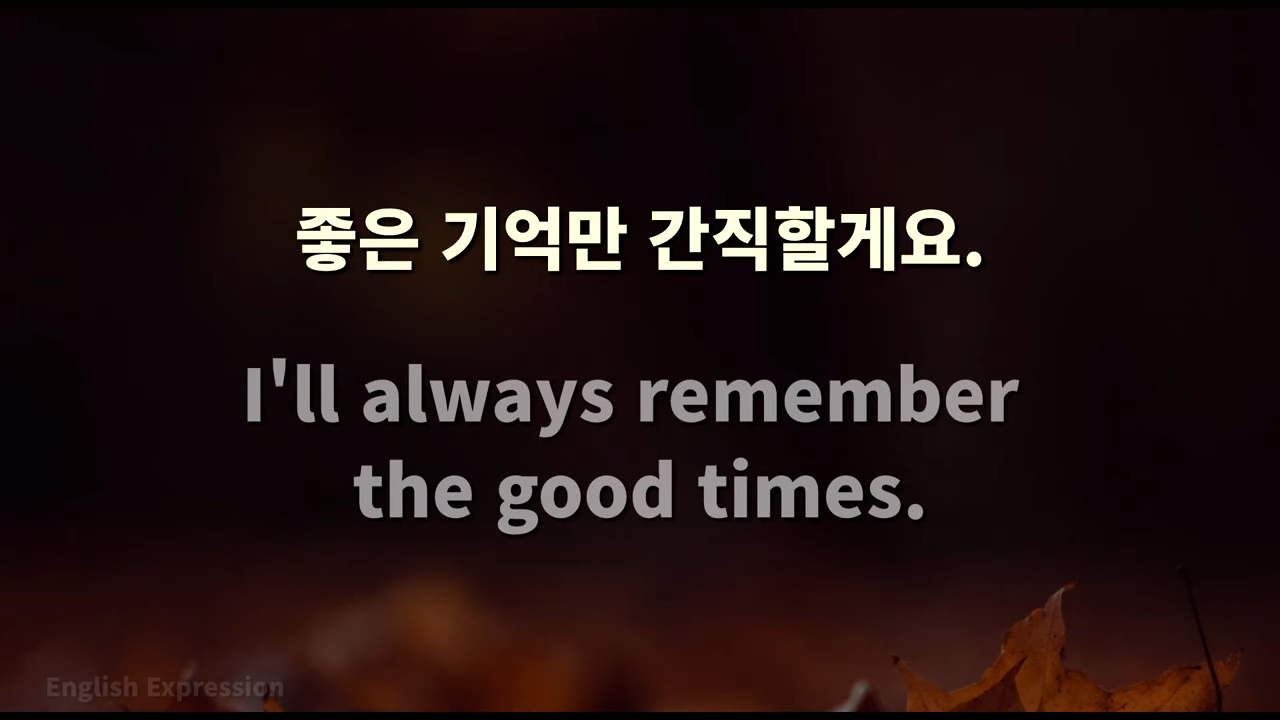 좋은 기억만 간직할게요.
I'll always remember
the good times.
English Expression